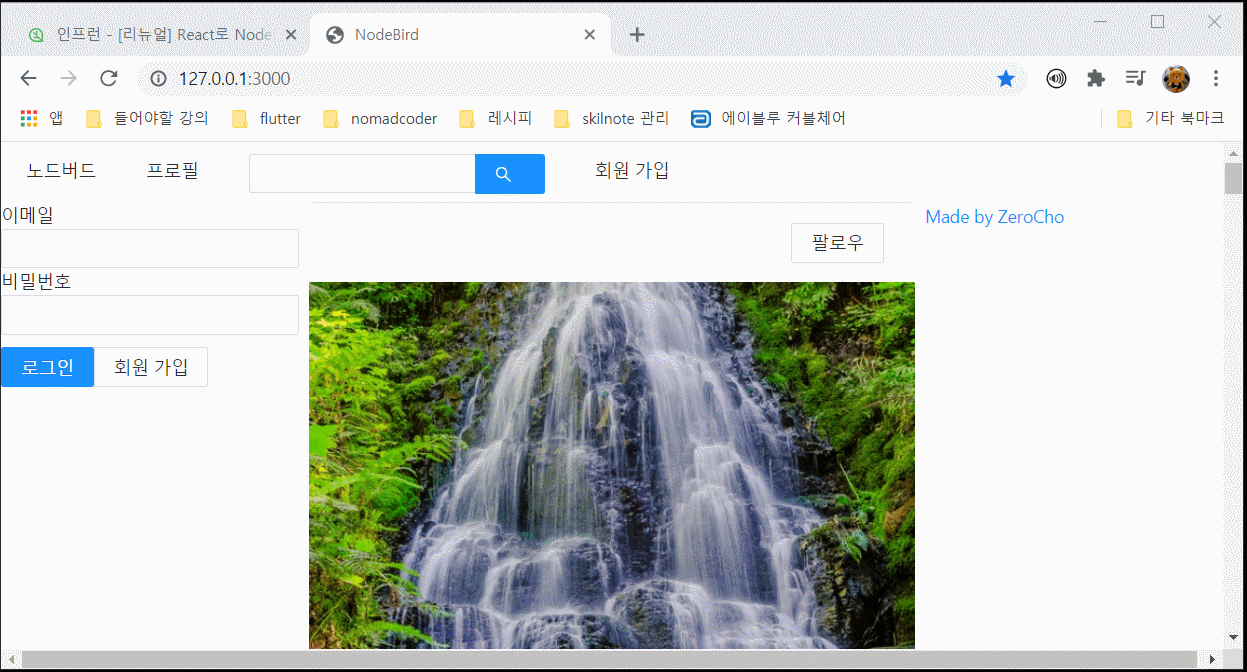 인프런 - [리뉴얼] React로 Node
NodeBird
127.0.0.1:3000
앱 들어야할 강의 flutter nomadcoder 레시피 skilnote 관리 에이블루 커블체어 기타 북마크
노드버드 프로필 회원 가입
이메일
비밀번호
로그인 회원 가입
팔로우
Made by ZeroCho